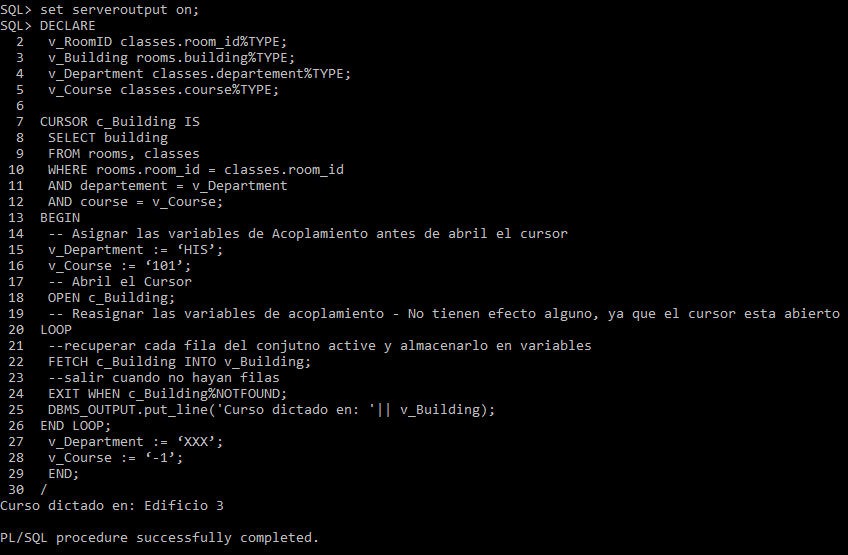 SQL> set serveroutput on;
SQL> DECLARE
  2   v_RoomID classes.room_id%TYPE;
  3   v_Building rooms.building%TYPE;
  4   v_Department classes.departement%TYPE;
  5   v_Course classes.course%TYPE;
  6
  7  CURSOR c_Building IS
  8   SELECT building
  9   FROM rooms, classes
 10   WHERE rooms.room_id = classes.room_id
 11   AND departement = v_Department
 12   AND course = v_Course;
 13  BEGIN
 14   -- Asignar las variables de Acoplamiento antes de abril el cursor
 15   v_Department := ‘HIS’;
 16   v_Course := ‘101’;
 17   -- Abril el Cursor
 18   OPEN c_Building;
 19   -- Reasignar las variables de acoplamiento - No tienen efecto alguno, ya que el cursor esta abierto
 20  LOOP
 21   --recuperar cada fila del conjutno active y almacenarlo en variables
 22   FETCH c_Building INTO v_Building;
 23   --salir cuando no hayan filas
 24   EXIT WHEN c_Building%NOTFOUND;
 25   DBMS_OUTPUT.put_line('Curso dictado en: '|| v_Building);
 26  END LOOP;
 27   v_Department := ‘XXX’;
 28   v_Course := ‘-1’;
 29   END;
 30  /
Curso dictado en: Edificio 3
PL/SQL procedure successfully completed.